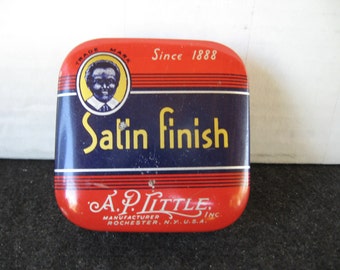 TRADE MARK
Since 1888
Satin finish
A.P. LITTLE INC.
MANUFACTURER
ROCHESTER, N.Y. U.S.A.